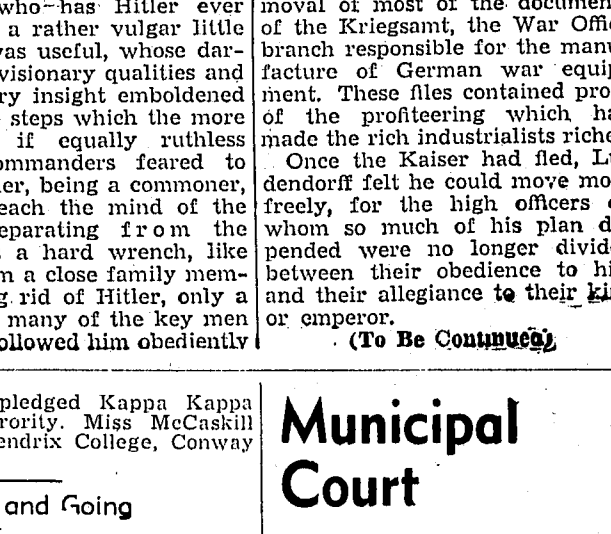 who—has Hitler ever
a rather vulgar little
was useful, whose dar-
visionary qualities and
ry insight emboldened
steps which the more
if equally ruthless
ommanders feared to
er, being a commoner,
each the mind of the
eparating from the
a hard wrench, like
m a close family mem-
g rid of Hitler, only a
many of the key men
ollowed him obediently
moval of most of the documen
of the Kriegsamt, the War Offi
branch responsible for the manu
facture of German war equip
ment. These files contained pro
of the profiteering which ha
made the rich industrialists riche
Once the Kaiser had fled, Lu
dendorff felt he could move mo
freely, for the high officers
whom so much of his plan d
pended were no longer divide
between their obedience to hi
and their allegiance to their kin
or emperor.
(To Be Continued)
pledged Kappa Kappa
rority. Miss McCaskill
endrix College, Conway
and Going
Municipal
Court